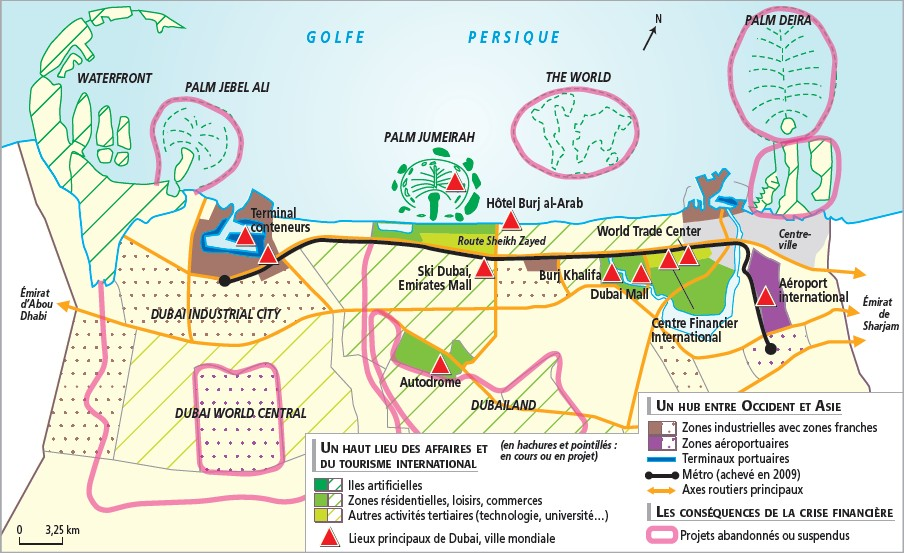 GOLFE PERSIQUE
N
PALM DEIRA
WATERFRONT
PALM JEBEL ALI
THE WORLD
PALM JUMEIRAH
Hôtel Burj al-Arab
Terminal
conteneurs
Route Sheikh Zayed
World Trade Center
Centre-
ville
Ski Dubai,
Emirates Mall
Burj Khalifa
Dubai Mall
Aéroport
international
Émirat
d'Abou
Dhabi
Émirat
de
Sharjam
DUBAI INDUSTRIAL CITY
Centre Financier
International
Autodrome
DUBAI WORLD CENTRAL
DUBAILAND
0 3,25 km
UN HAUT LIEU DES AFFAIRES ET
DU TOURISME INTERNATIONAL
(en hachures et pointillés :
en cours ou en projet)
Iles artificielles
Zones résidentielles, loisirs, commerces
Autres activités tertiaires (technologie, université...)
Lieux principaux de Dubai, ville mondiale
UN HUB ENTRE OCCIDENT ET ASIE
Zones industrielles avec zones franches
Zones aéroportuaires
Terminaux portuaires
Métro (achevé en 2009)
Axes routiers principaux
LES CONSÉQUENCES DE LA CRISE FINANCIÈRE
Projets abandonnés ou suspendus